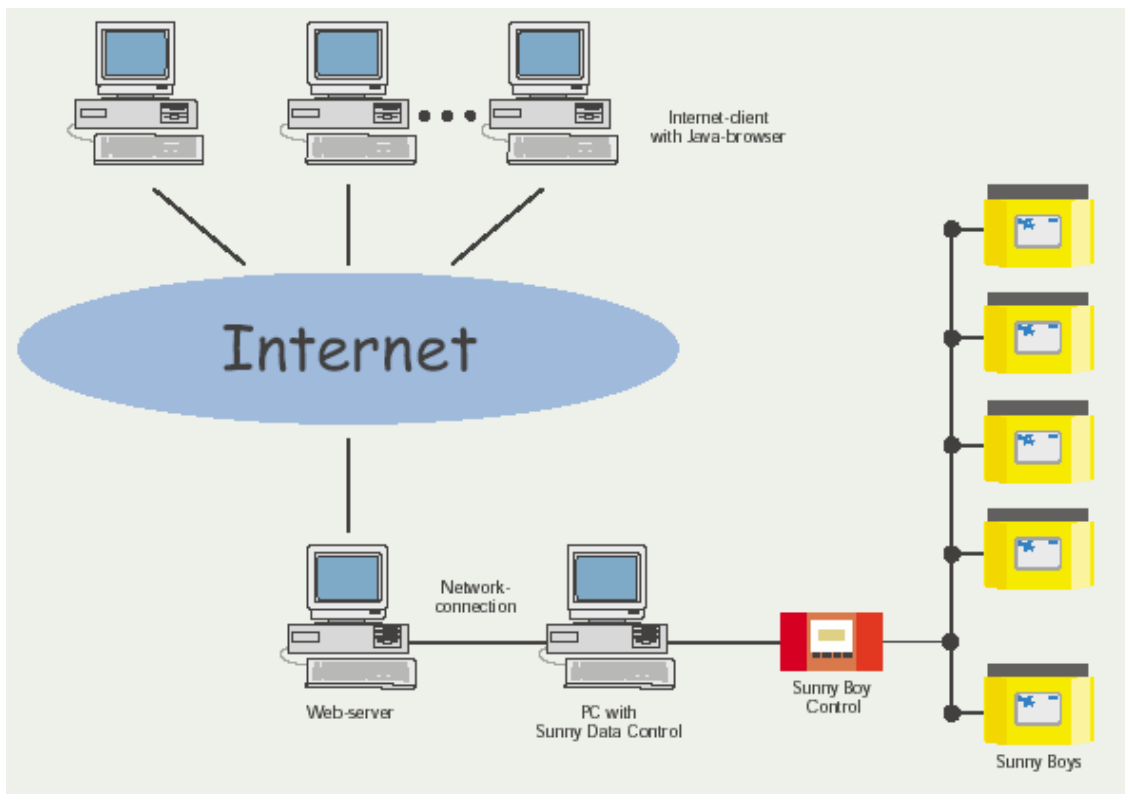 Internet-client
with Java-browser
Internet
Network-
connection
Web-server
PC with
Sunny Data Control
Sunny Boy
Control
Sunny Boys